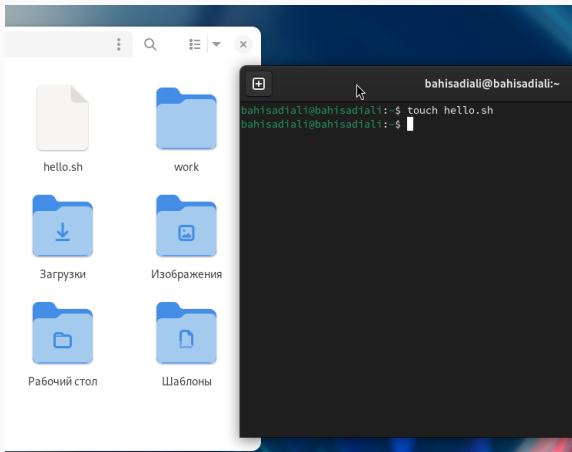 hello.sh
work
Загрузки
Изображения
Рабочий стол
Шаблоны
bahisadiali@bahisadiali:~
bahisadiali@bahisadiali:~$ touch hello.sh
bahisadiali@bahisadiali:~$